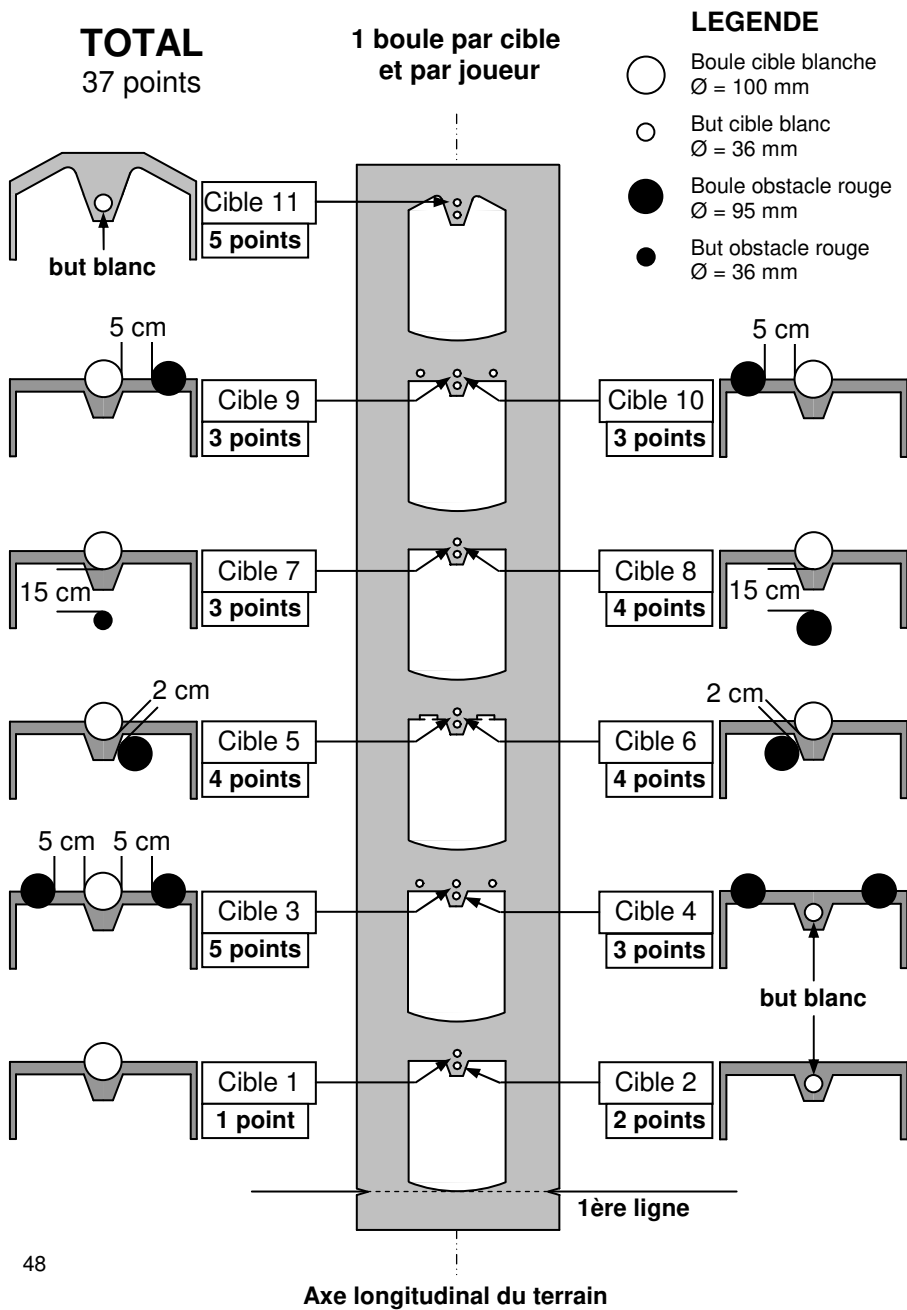 TOTAL
37 points
1 boule par cible
et par joueur
LEGENDE
Boule cible blanche
Ø = 100 mm
But cible blanc
Ø = 36 mm
Boule obstacle rouge
Ø = 95 mm
But obstacle rouge
Ø = 36 mm
Cible 11
5 points
but blanc
5 cm
Cible 9
3 points
5 cm
Cible 10
3 points
15 cm
Cible 7
3 points
15 cm
Cible 8
4 points
2 cm
Cible 5
4 points
2 cm
Cible 6
4 points
5 cm 5 cm
Cible 3
5 points
Cible 4
3 points
but blanc
Cible 1
1 point
Cible 2
2 points
1ère ligne
48
Axe longitudinal du terrain